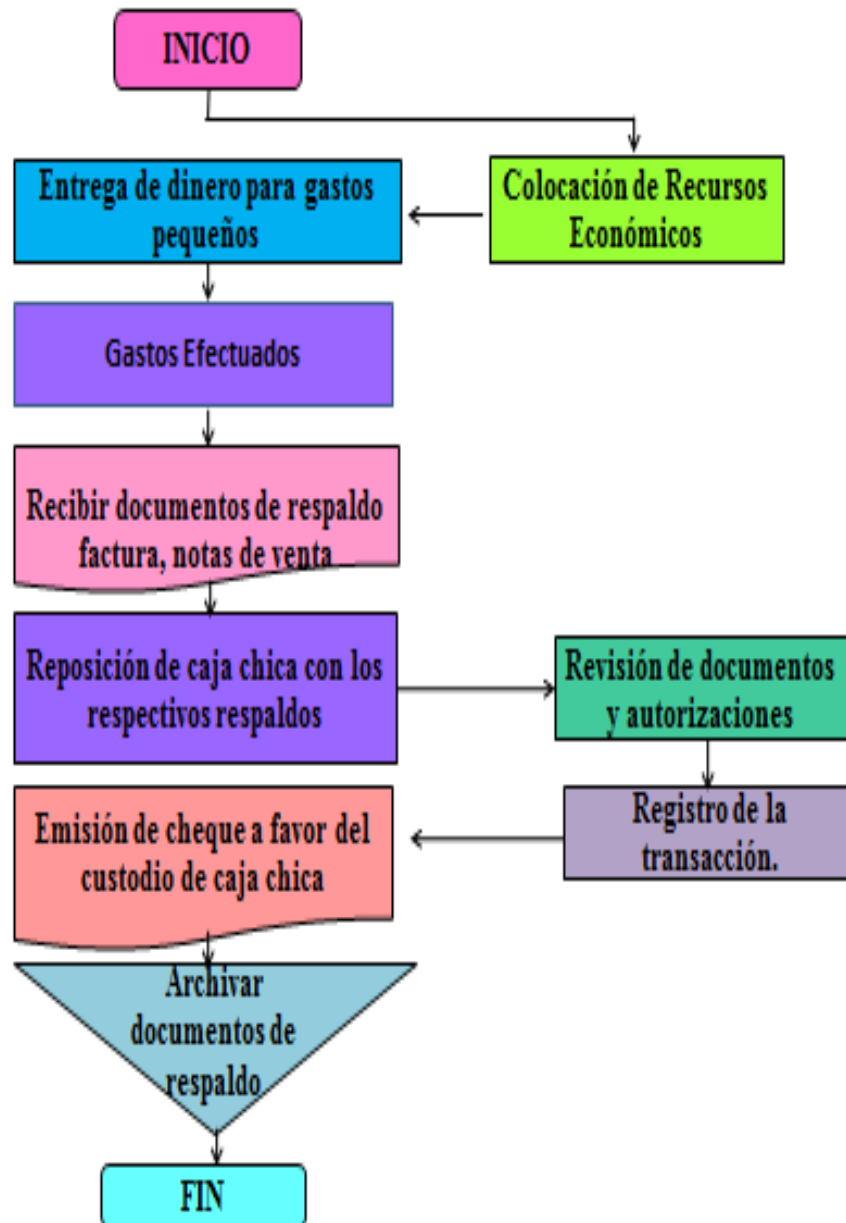 INICIO
Colocación de Recursos
Económicos
Entrega de dinero para gastos
pequeños
Gastos Efectuados
Recibir documentos de respaldo
factura, notas de venta
Reposición de caja chica con los
respectivos respaldos
Revisión de documentos
y autorizaciones
Registro de la
transacción.
Emisión de cheque a favor del
custodio de caja chica
Archivar
documentos de
respaldo
FIN